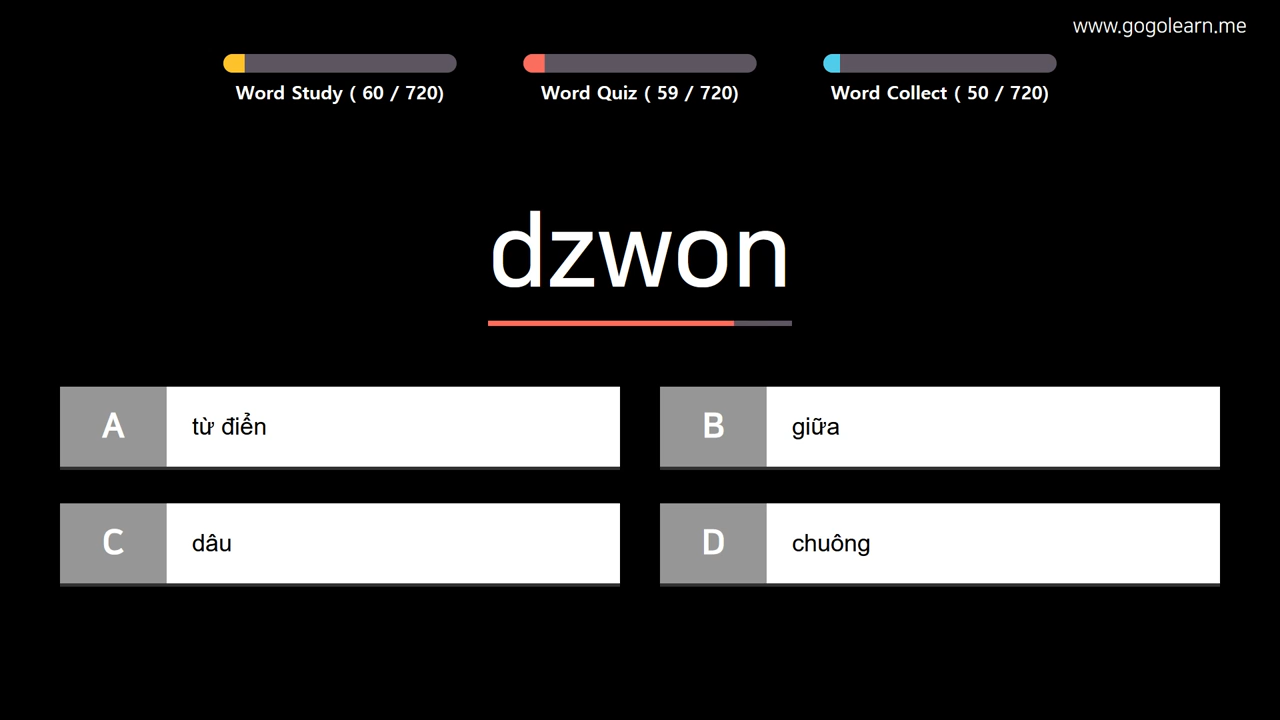 www.gogolearn.me
Word Study ( 60 / 720)
Word Quiz ( 59 / 720)
Word Collect ( 50 / 720)
dzwon
A
từ điển
B
giữa
C
dâu
D
chuông